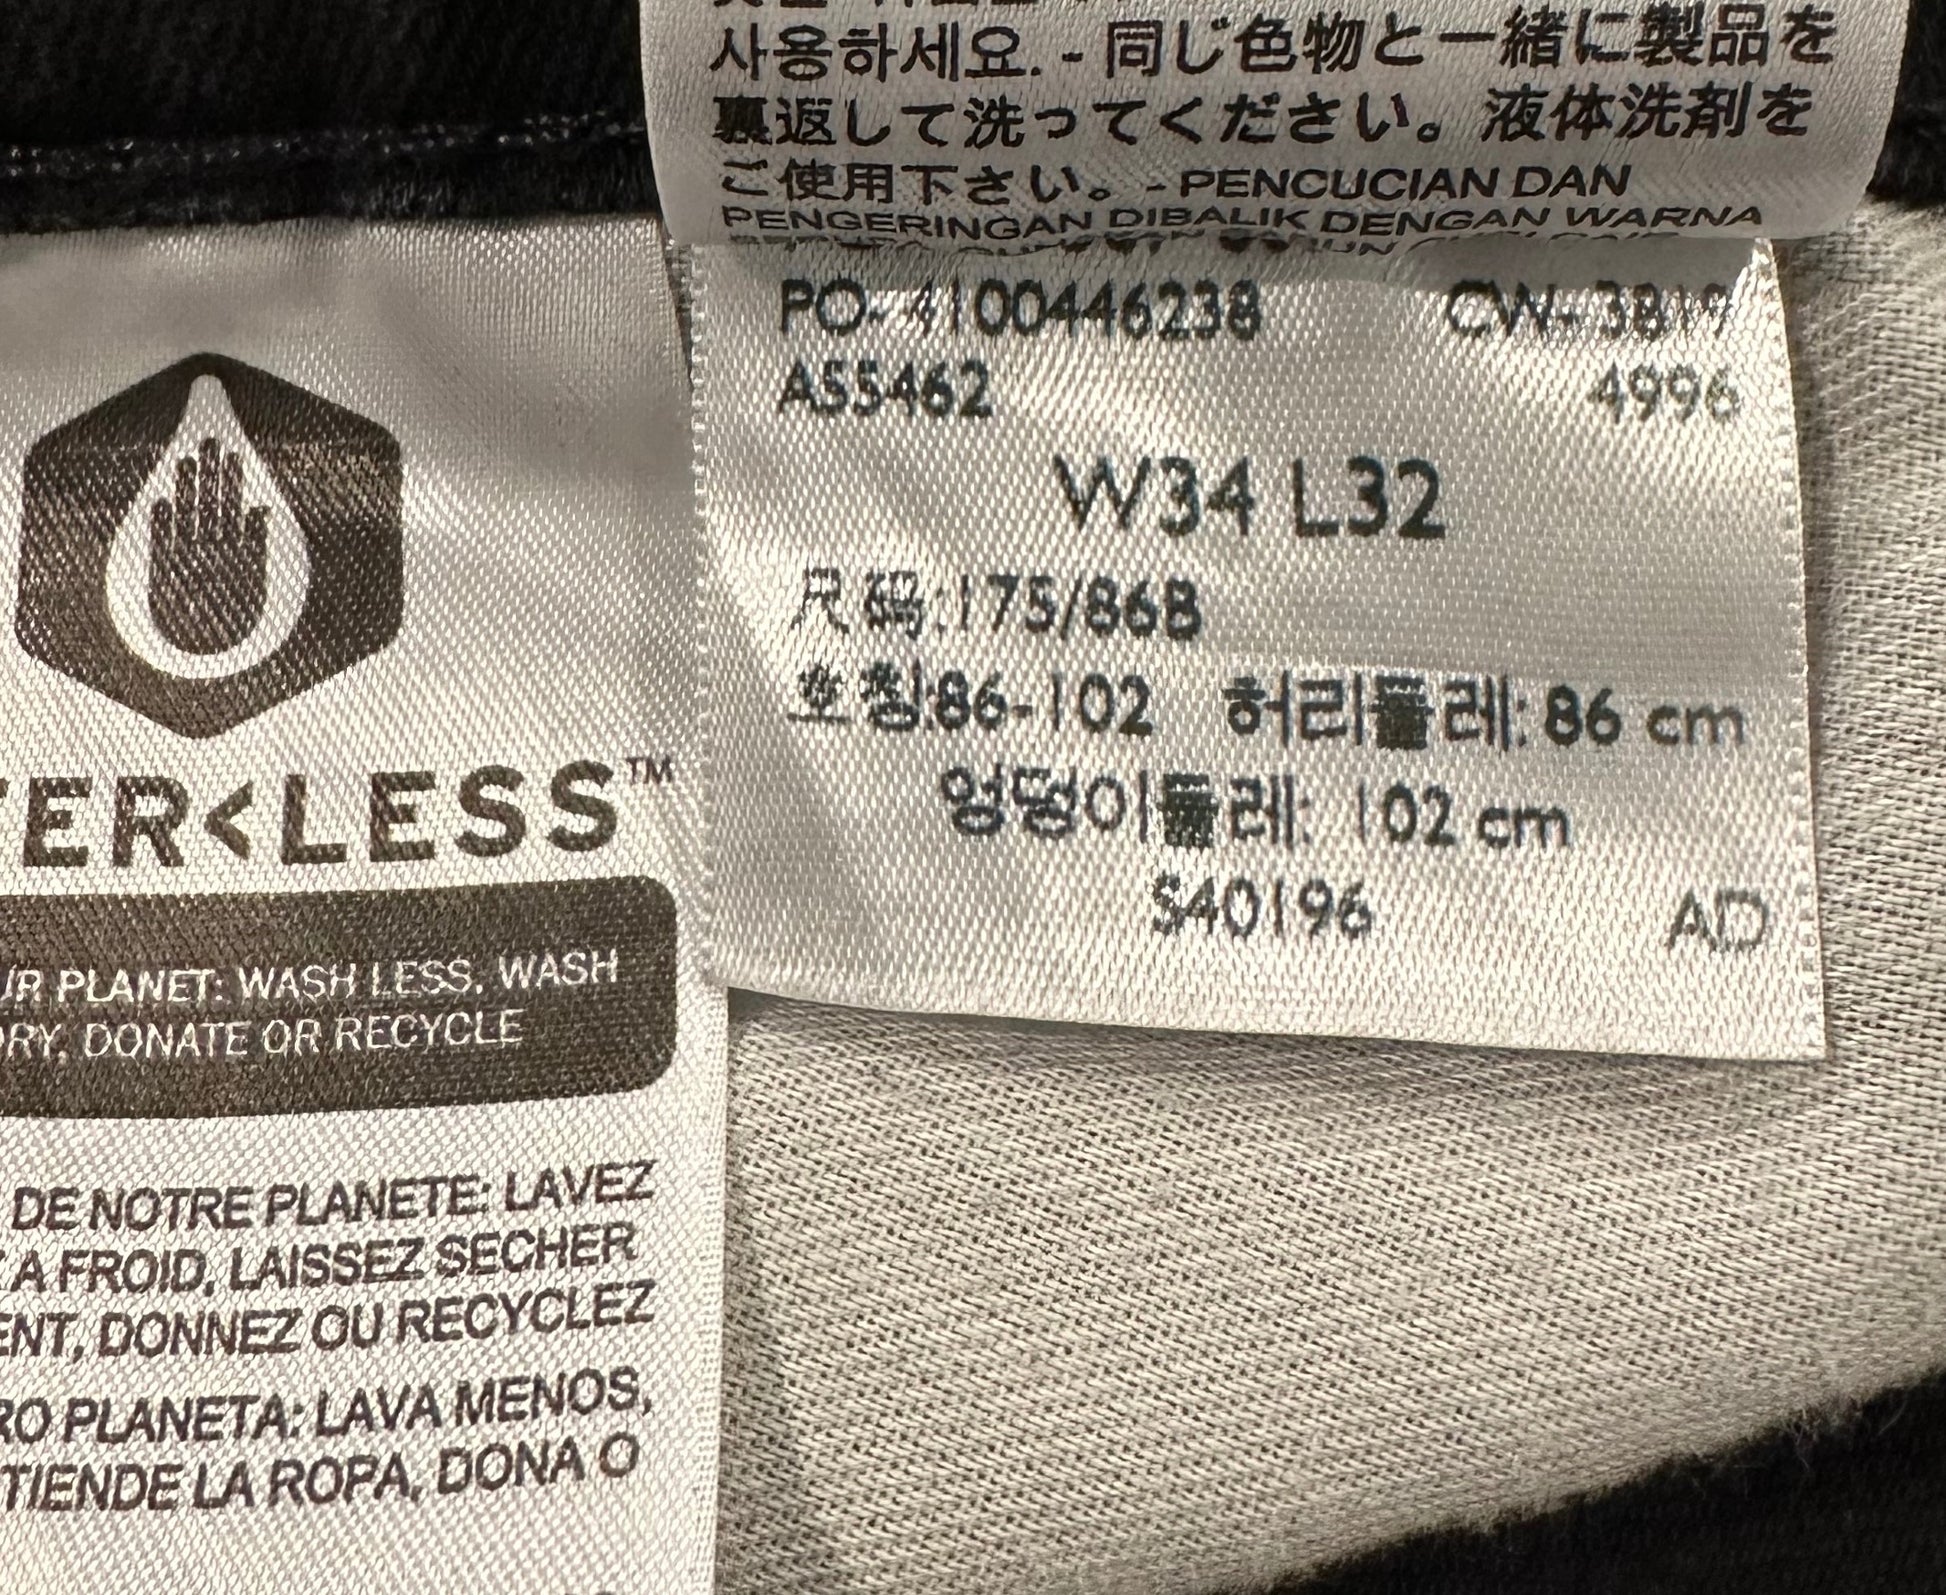 사용하세요. - 同じ色物と一緒に製品を
裏返して洗ってください。液体洗剤を
ご使用下さい。- PENCUCIAN DAN
PENGERINGAN DIBALIK DENGAN WARNA
PO- 4100446238 CW- 3819
A55462 4996
W34 L32
尺码:175/86B
호칭:86-102 허리둘레: 86 cm
엉덩이둘레: 102 cm
S40196 AD
TER<LESS™
UR PLANET: WASH LESS, WASH
DRY, DONATE OR RECYCLE
DE NOTRE PLANETE: LAVEZ
Z A FROID, LAISSEZ SECHER
ENT, DONNEZ OU RECYCLEZ
RO PLANETA: LAVA MENOS,
TIENDE LA ROPA, DONA O